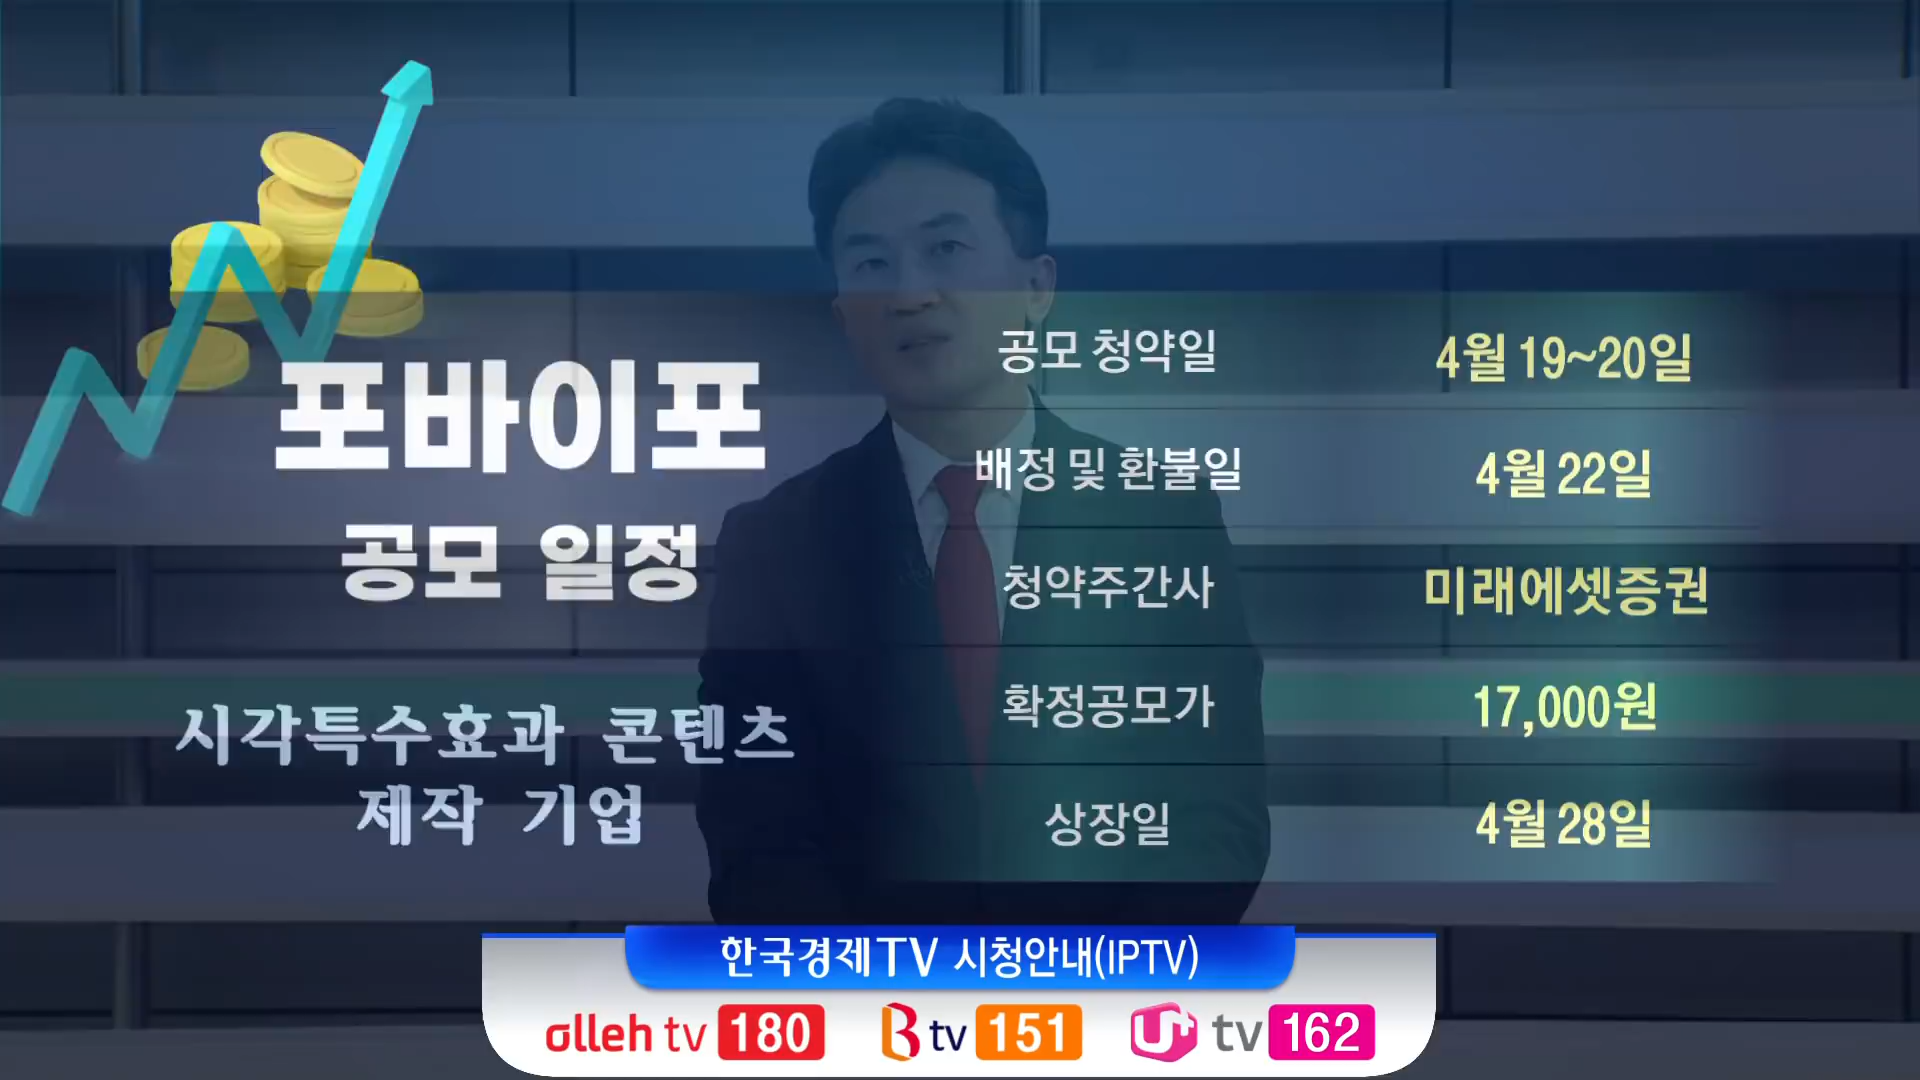 포바이포
공모 일정
시각특수효과 콘텐츠
제작 기업
공모 청약일 4월 19~20일
배정 및 환불일 4월 22일
청약주간사 미래에셋증권
확정공모가 17,000원
상장일 4월 28일
한국경제TV 시청안내(IPTV)
olleh tv 180 B tv 151 U+ tv 162